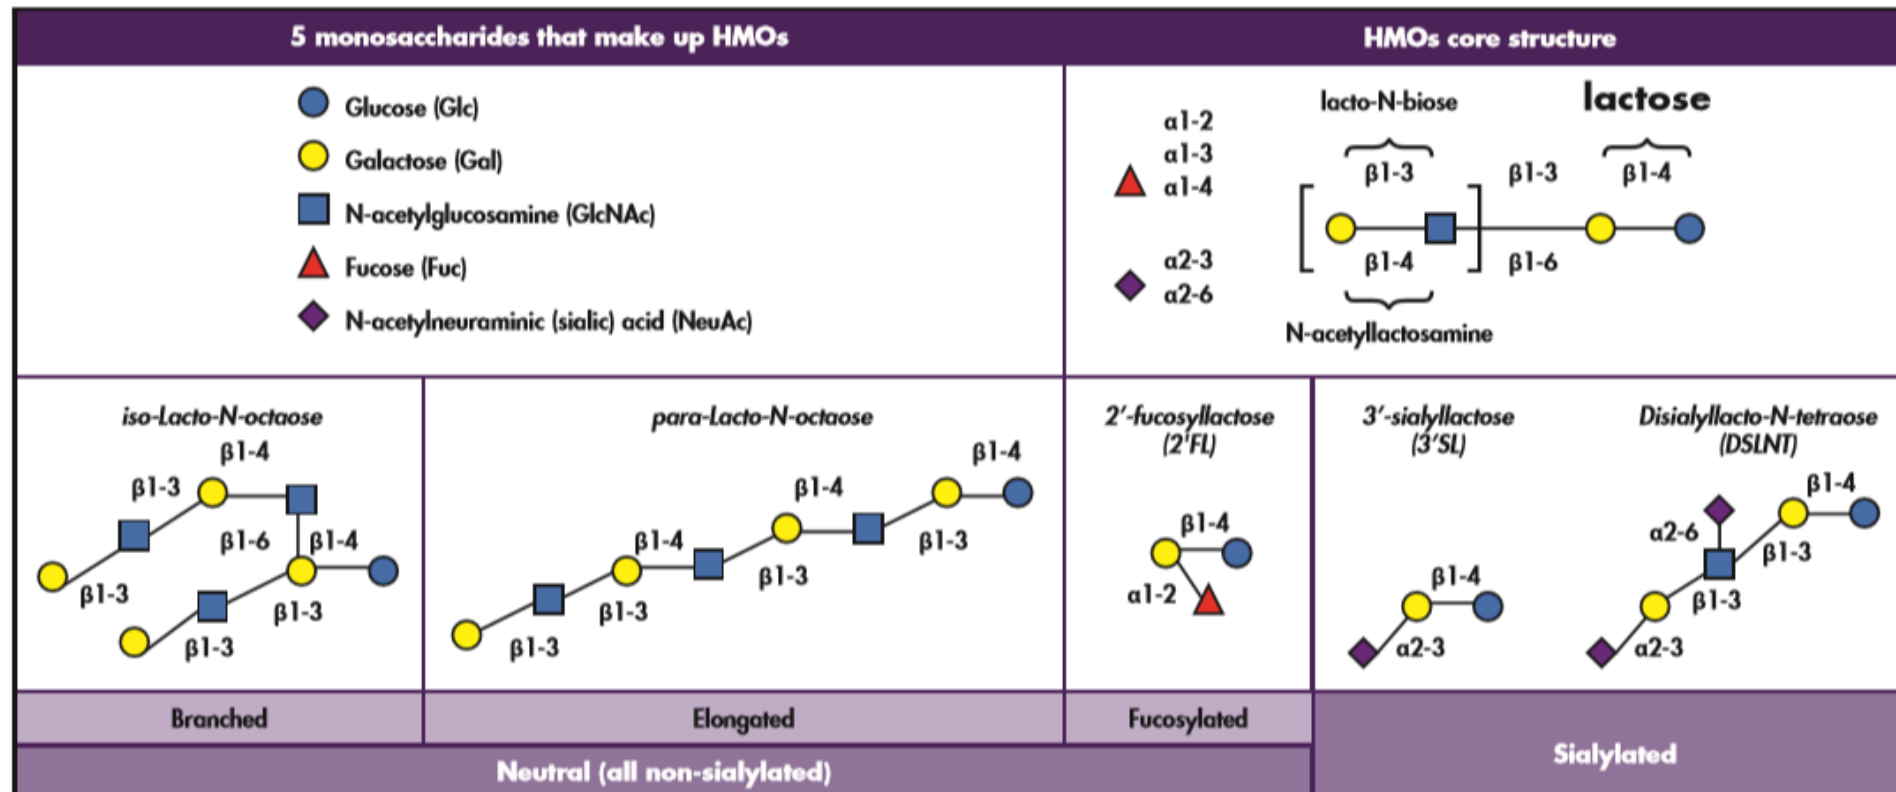 5 monosaccharides that make up HMOs
Glucose (Glc)
Galactose (Gal)
N-acetylglucosamine (GlcNAc)
Fucose (Fuc)
N-acetylneuraminic (sialic) acid (NeuAc)
HMOs core structure
α1-2
α1-3
α1-4
α2-3
α2-6
lacto-N-biose
lactose
β1-3
β1-3
β1-4
β1-4
β1-6
N-acetyllactosamine
iso-Lacto-N-octaose
β1-4
β1-3
β1-6
β1-4
β1-3
β1-3
β1-3
para-Lacto-N-octaose
β1-4
β1-4
β1-4
β1-3
β1-3
β1-3
β1-3
2′-fucosyllactose
(2′FL)
β1-4
α1-2
3′-sialyllactose
(3′SL)
β1-4
α2-3
Disialyllacto-N-tetraose
(DSLNT)
β1-4
α2-6
β1-3
β1-3
α2-3
Branched
Elongated
Fucosylated
Neutral (all non-sialylated)
Sialylated